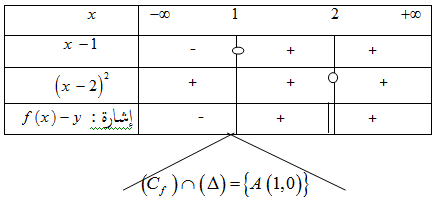 x −∞ 1 2 +∞
x − 1 - + +
(x − 2)² + + +
إشارة : f(x) − y - + +
(C_f) ∩ (Δ) = {A(1,0)}